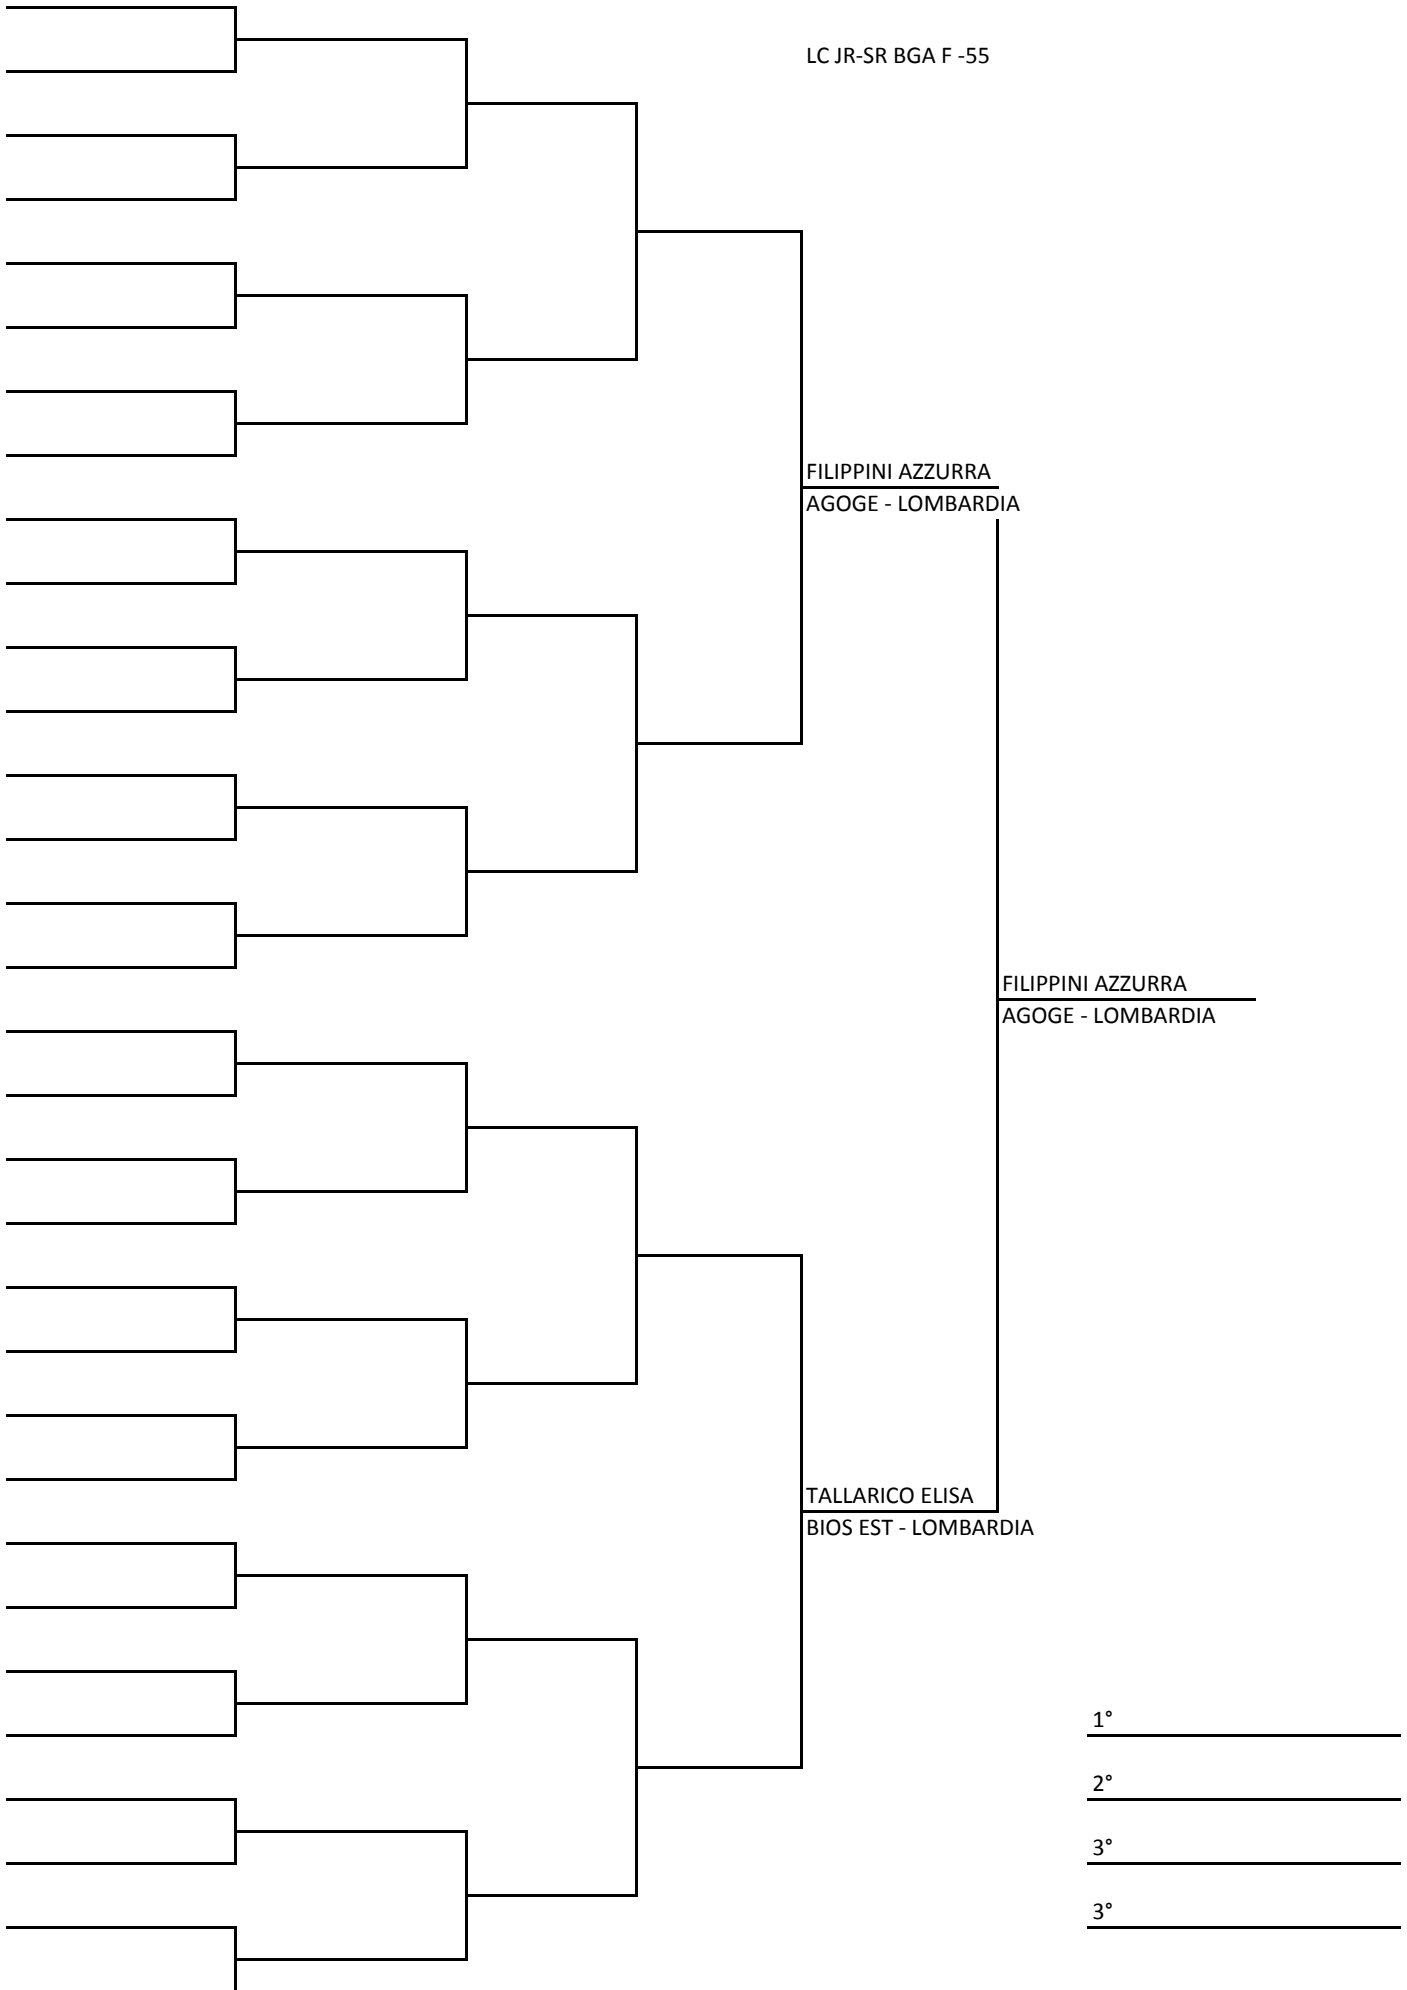 LC JR-SR BGA F -55
FILIPPINI AZZURRA
AGOGE - LOMBARDIA
FILIPPINI AZZURRA
AGOGE - LOMBARDIA
TALLARICO ELISA
BIOS EST - LOMBARDIA
1°
2°
3°
3°